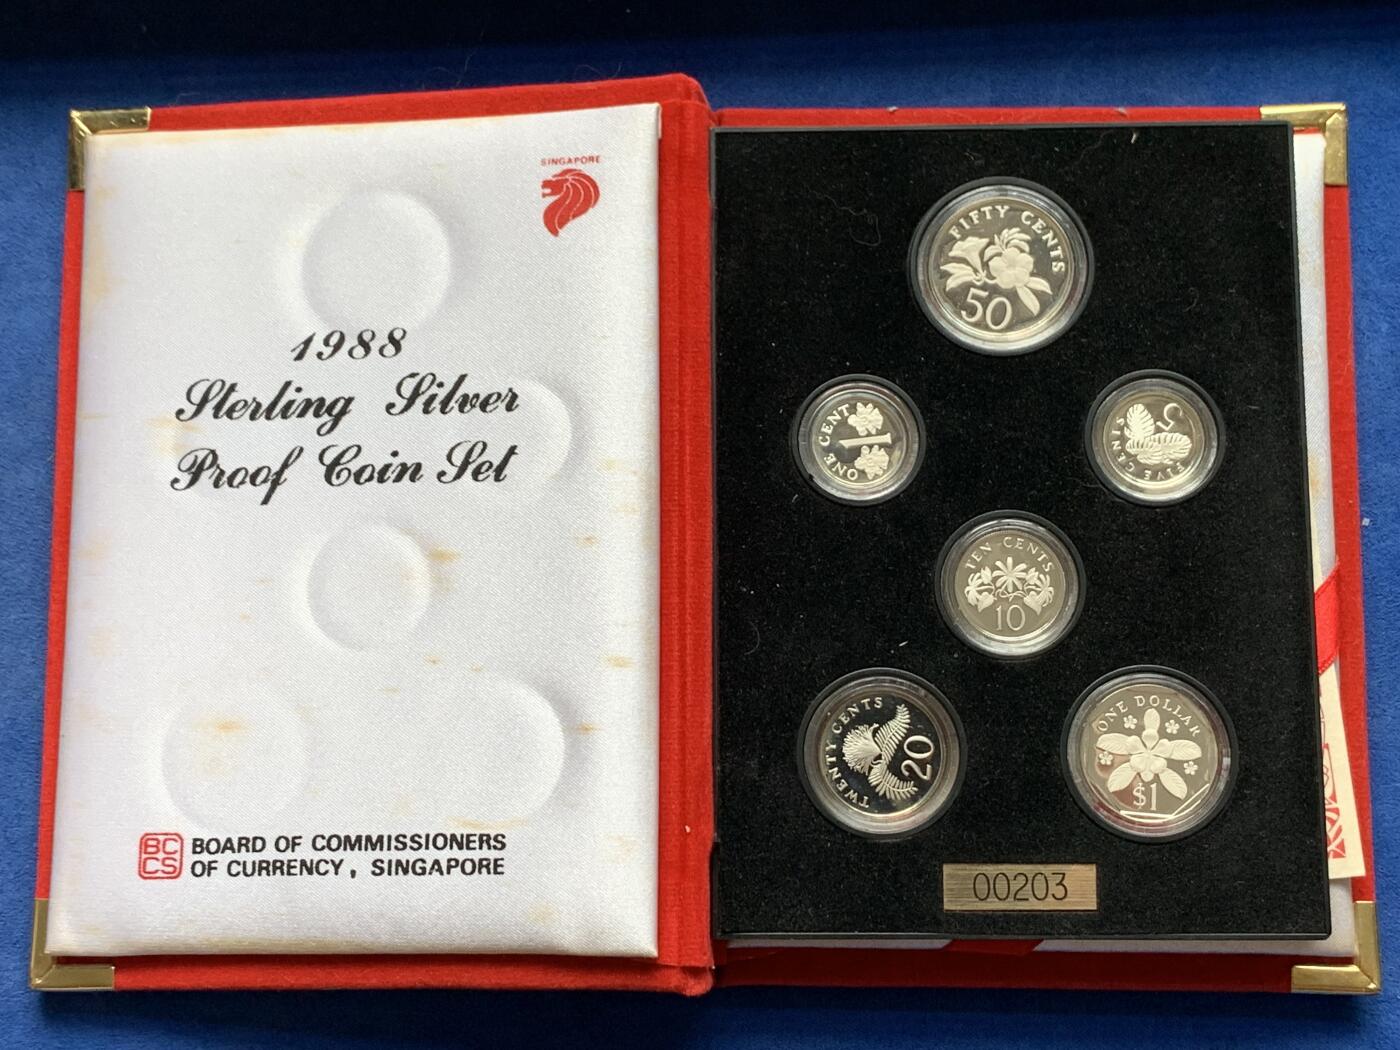 SINGAPORE
1988
Sterling Silver
Proof Coin Set
BC
CS
BOARD OF COMMISSIONERS
OF CURRENCY, SINGAPORE
FIFTY CENTS
50
ONE CENT
1
FIVE CENTS
5
TEN CENTS
10
TWENTY CENTS
20
ONE DOLLAR
$1
00203